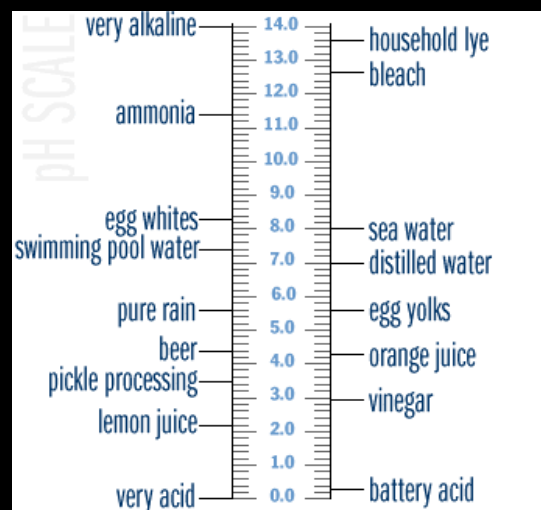 pH SCALE
very alkaline
ammonia
egg whites
swimming pool water
pure rain
beer
pickle processing
lemon juice
very acid
14.0
13.0
12.0
11.0
10.0
9.0
8.0
7.0
6.0
5.0
4.0
3.0
2.0
1.0
0.0
household lye
bleach
sea water
distilled water
egg yolks
orange juice
vinegar
battery acid